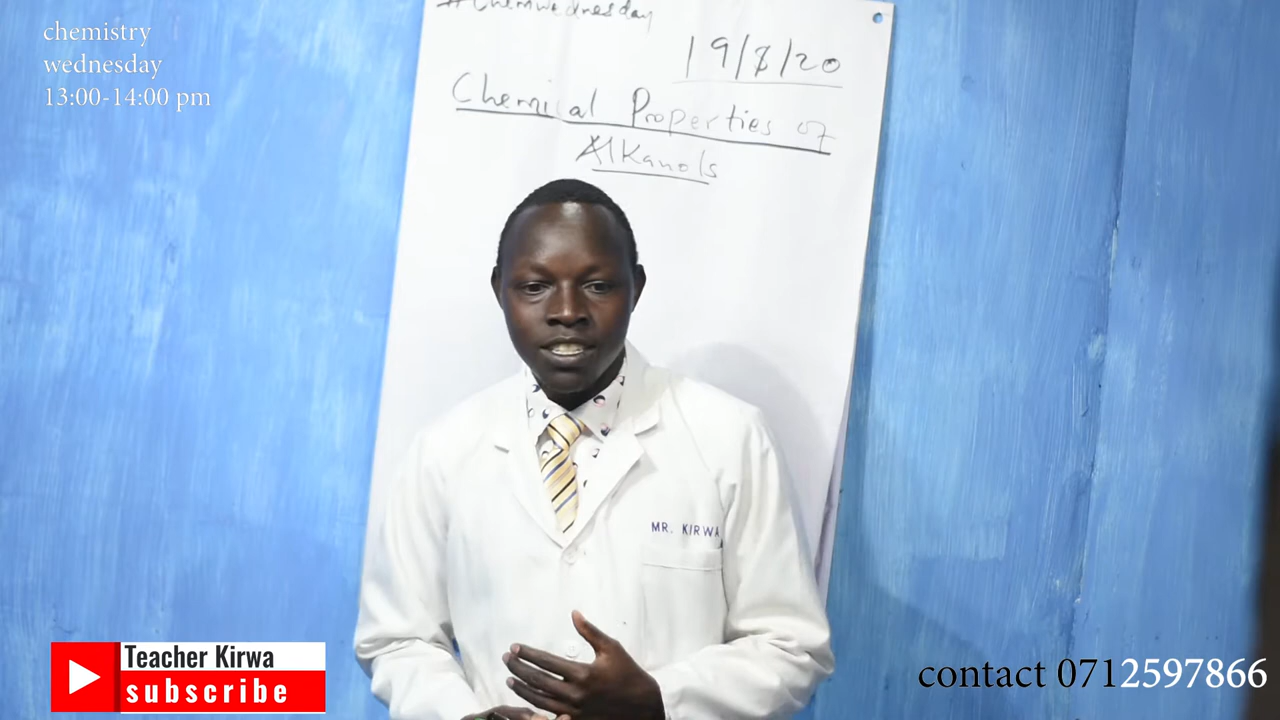 chemistry
wednesday
13:00-14:00 pm
#Chemwednesday
19/8/20
Chemical Properties of
Alkanols
MR. KIRWA
Teacher Kirwa
subscribe
contact 0712597866